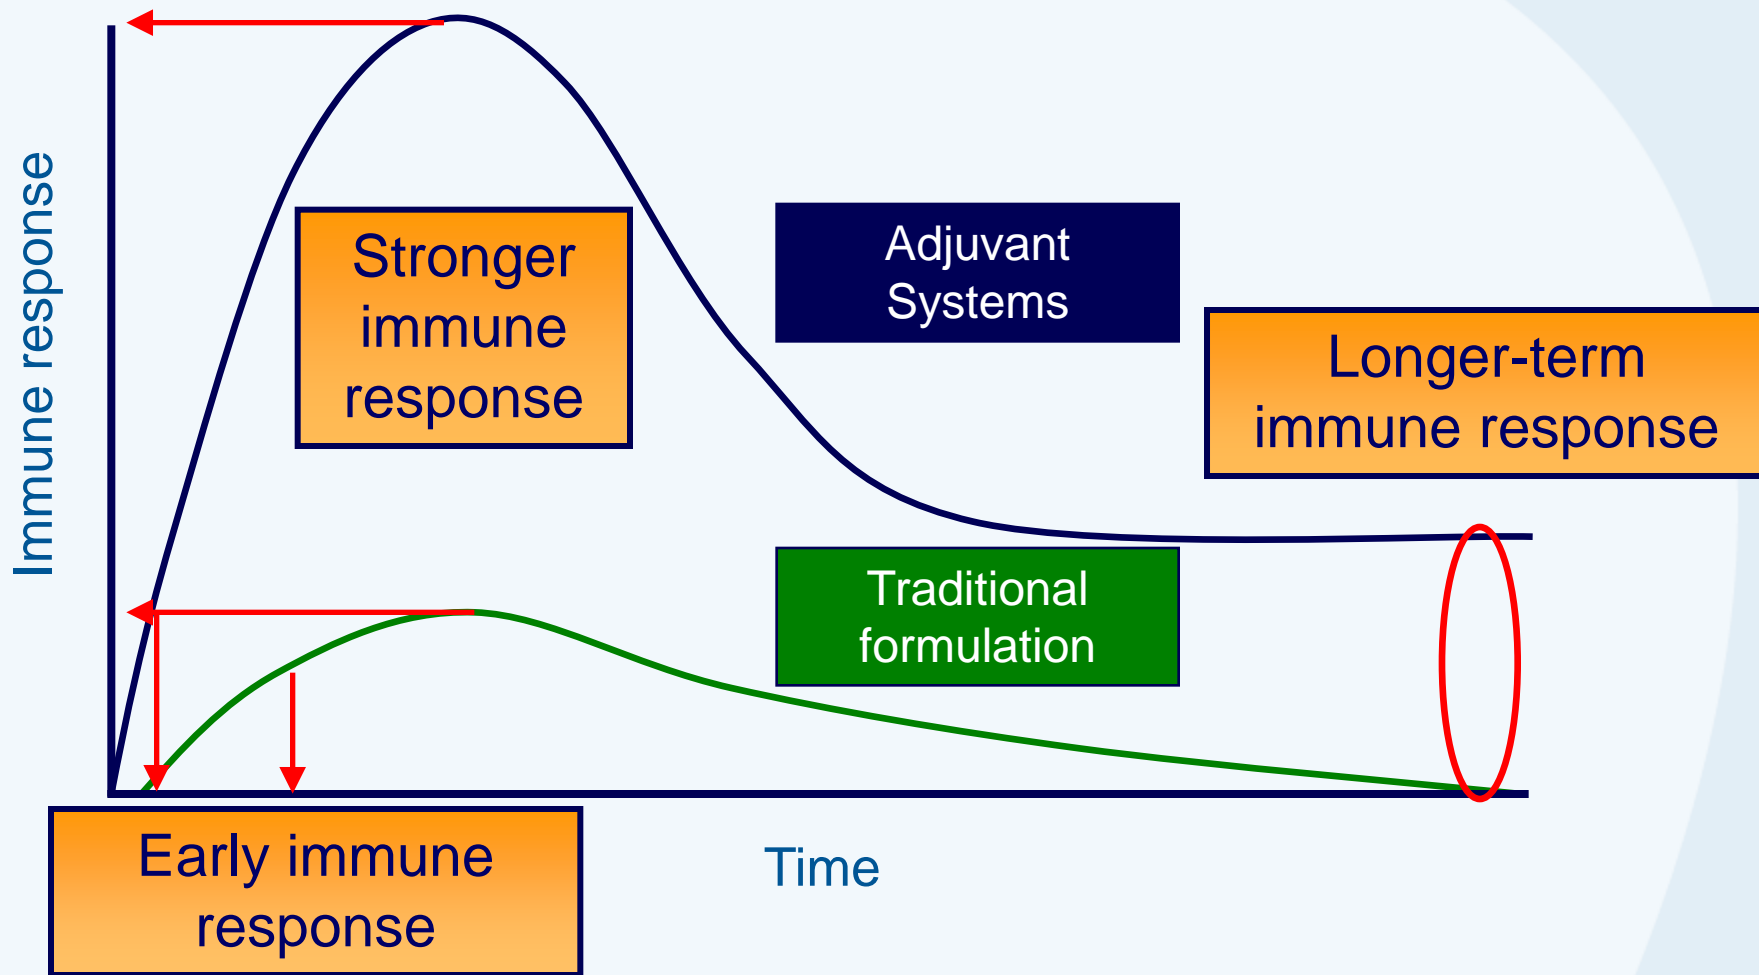 Immune response
Stronger
immune
response
Adjuvant
Systems
Longer-term
immune response
Traditional
formulation
Early immune
response
Time